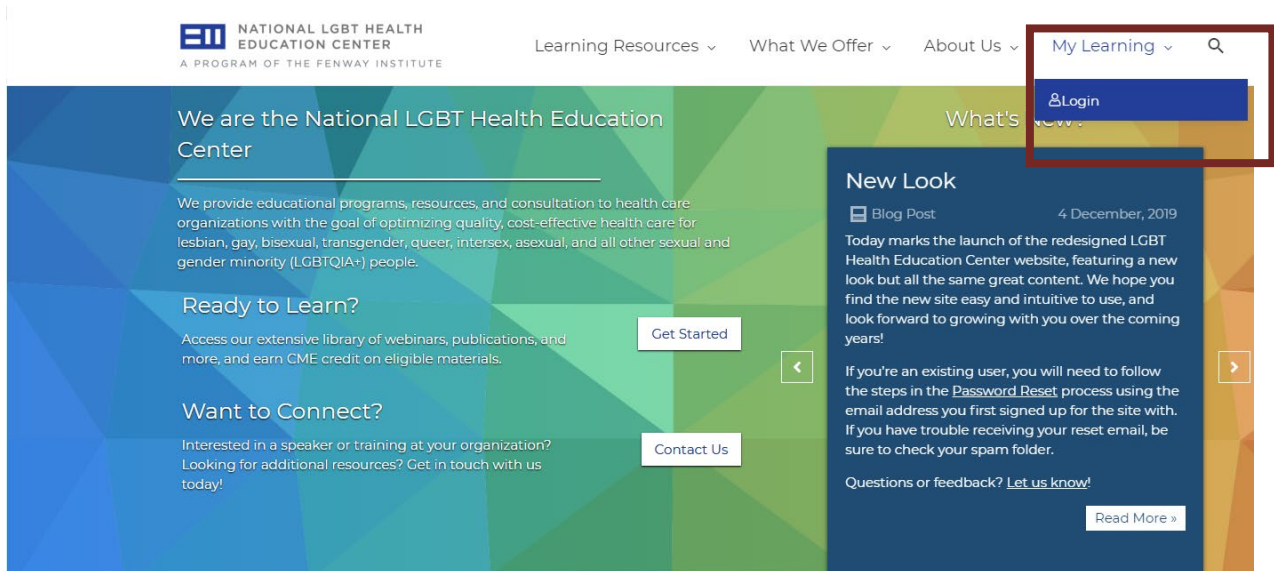 NATIONAL LGBT HEALTH
EDUCATION CENTER
A PROGRAM OF THE FENWAY INSTITUTE
Learning Resources
What We Offer
About Us
My Learning
Login
We are the National LGBT Health Education
Center
We provide educational programs, resources, and consultation to health care
organizations with the goal of optimizing quality, cost-effective health care for
lesbian, gay, bisexual, transgender, queer, intersex, asexual, and all other sexual and
gender minority (LGBTQIA+) people.
Ready to Learn?
Access our extensive library of webinars, publications, and
more, and earn CME credit on eligible materials.
Get Started
Want to Connect?
Interested in a speaker or training at your organization?
Looking for additional resources? Get in touch with us
today!
Contact Us
What's New?
New Look
Blog Post
4 December, 2019
Today marks the launch of the redesigned LGBT
Health Education Center website, featuring a new
look but all the same great content. We hope you
find the new site easy and intuitive to use, and
look forward to growing with you over the coming
years!
If you're an existing user, you will need to follow
the steps in the Password Reset process using the
email address you first signed up for the site with.
If you have trouble receiving your reset email, be
sure to check your spam folder.
Questions or feedback? Let us know!
Read More »